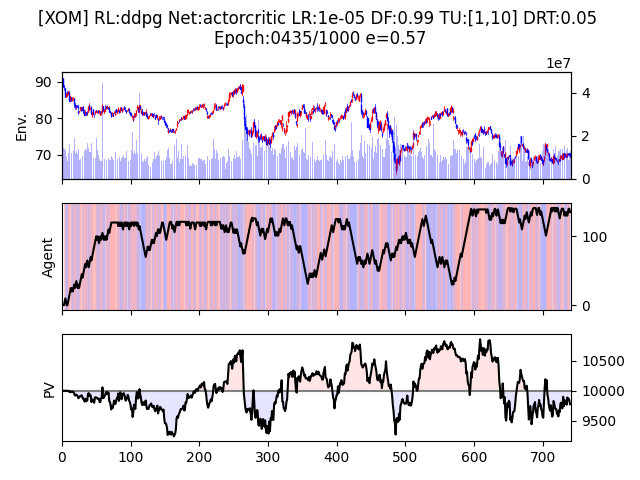 [XOM] RL:ddpg Net:actorcritic LR:1e-05 DF:0.99 TU:[1,10] DRT:0.05
Epoch:0435/1000 e=0.57
1e7
90
80
70
Env.
4
2
0
Agent
100
0
PV
10500
10000
9500
0 100 200 300 400 500 600 700